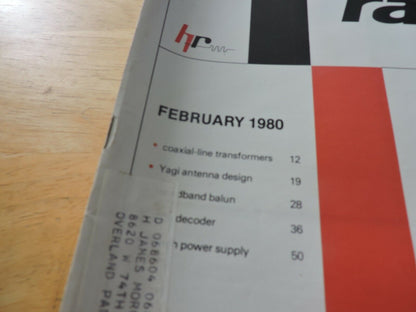 ra
hr
FEBRUARY 1980
• coaxial-line transformers 12
• Yagi antenna design 19
dband balun 28
decoder 36
power supply 50
D 068604 06
H JAMES MOR
8620 W 74TH
OVERLAND PA